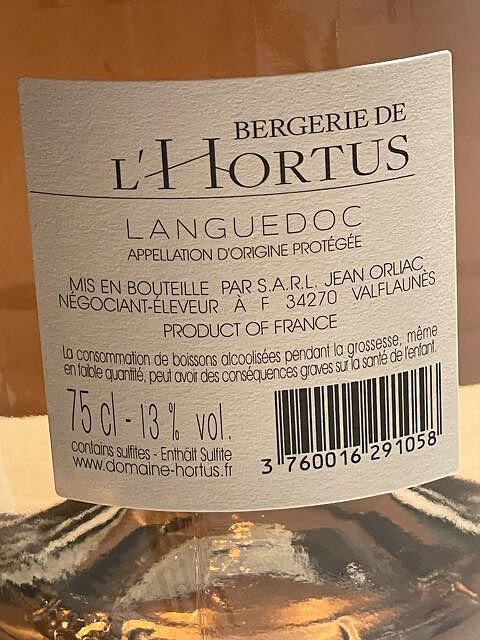 BERGERIE DE
L'HORTUS
LANGUEDOC
APPELLATION D'ORIGINE PROTÉGÉE
MIS EN BOUTEILLE PAR S.A.R.L. JEAN ORLIAC
NÉGOCIANT-ÉLEVEUR À F 34270 VALFLAUNÈS
PRODUCT OF FRANCE
La consommation de boissons alcoolisées pendant la grossesse, même
en faible quantité, peut avoir des conséquences graves sur la santé de l'enfant.
75 cl - 13 % vol.
contains sulfites - Enthält Sulfite
www.domaine-hortus.fr
3 760016 291058